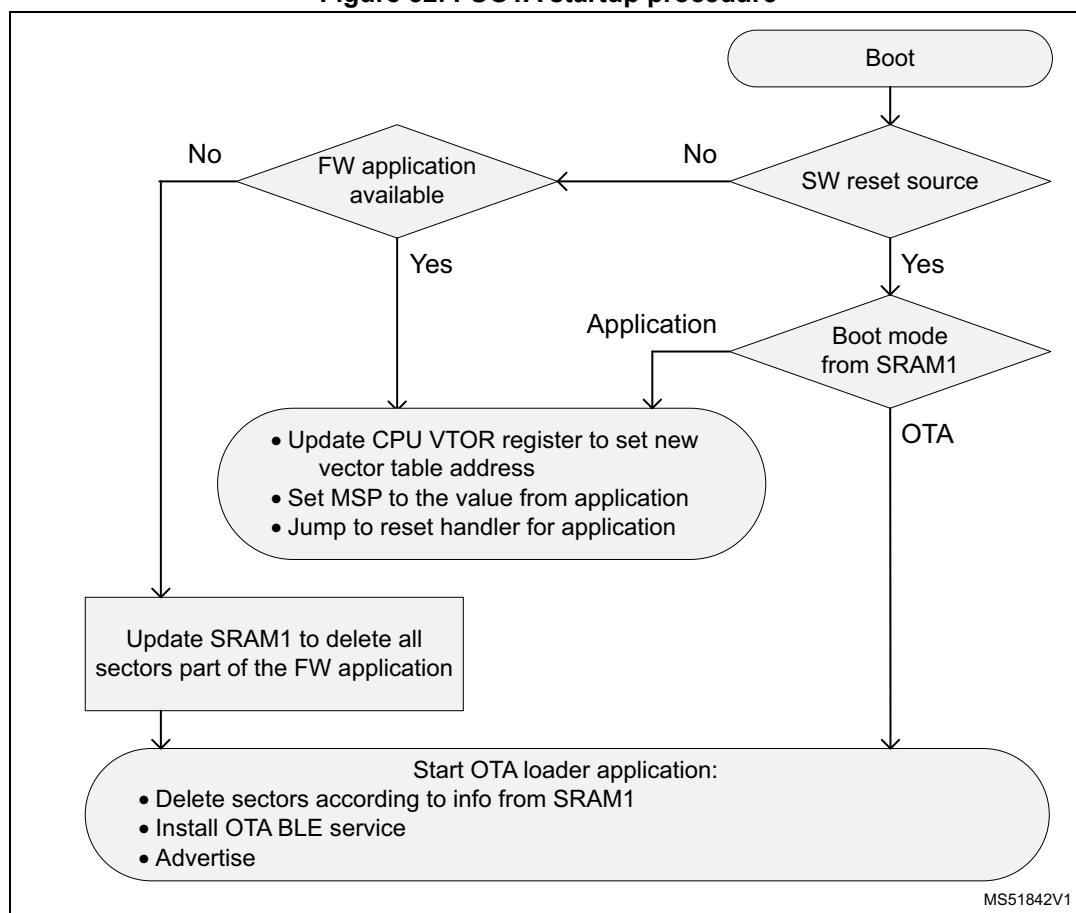 Boot
No
FW application
available
No
SW reset source
Yes
Yes
Application
Boot mode
from SRAM1
OTA
• Update CPU VTOR register to set new
vector table address
• Set MSP to the value from application
• Jump to reset handler for application
Update SRAM1 to delete all
sectors part of the FW application
Start OTA loader application:
• Delete sectors according to info from SRAM1
• Install OTA BLE service
• Advertise
MS51842V1